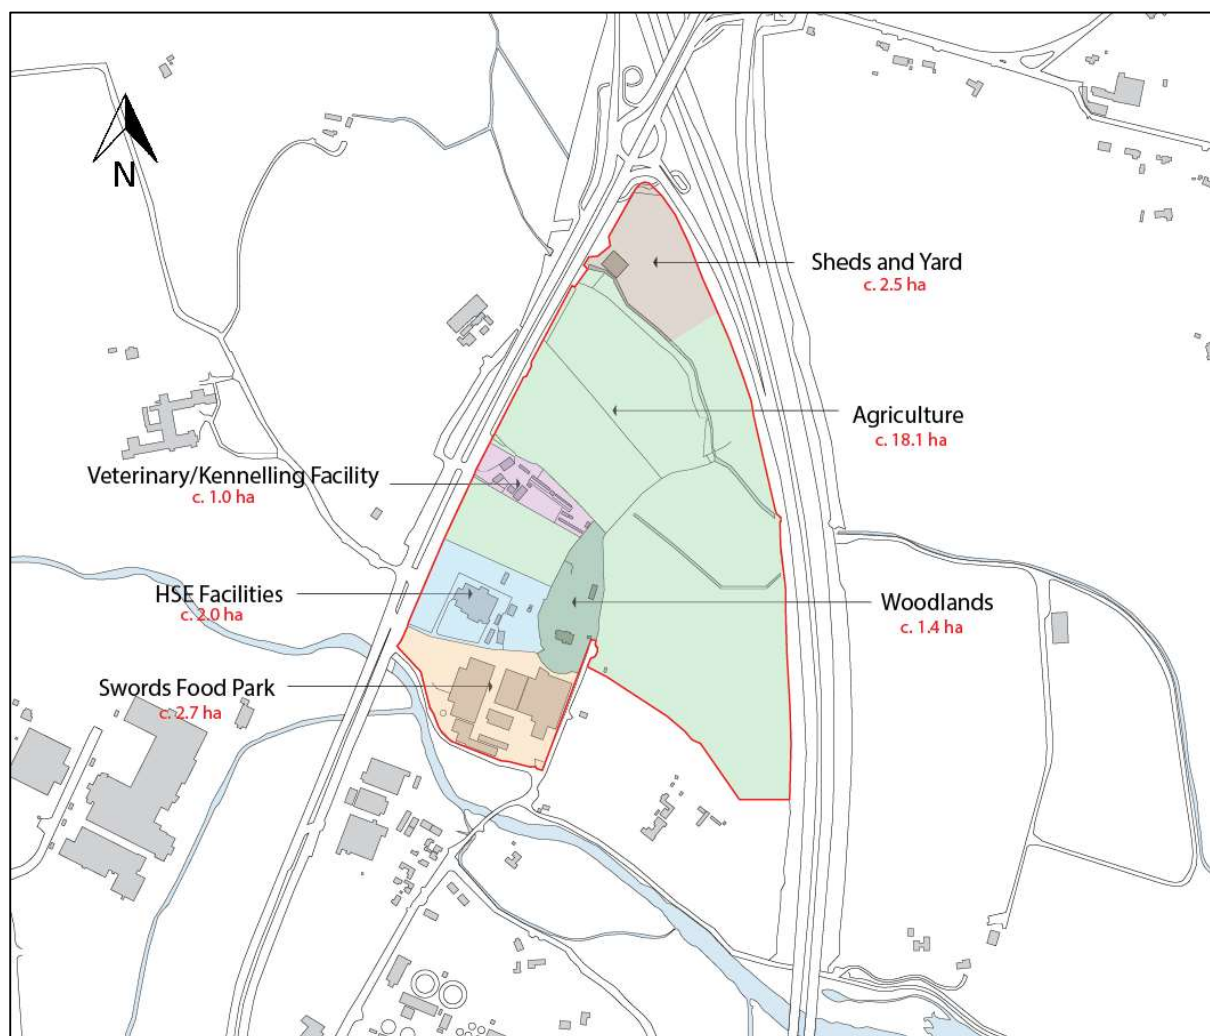 N
Sheds and Yard
c. 2.5 ha
Agriculture
c. 18.1 ha
Veterinary/Kennelling Facility
c. 1.0 ha
HSE Facilities
c. 2.0 ha
Woodlands
c. 1.4 ha
Swords Food Park
c. 2.7 ha